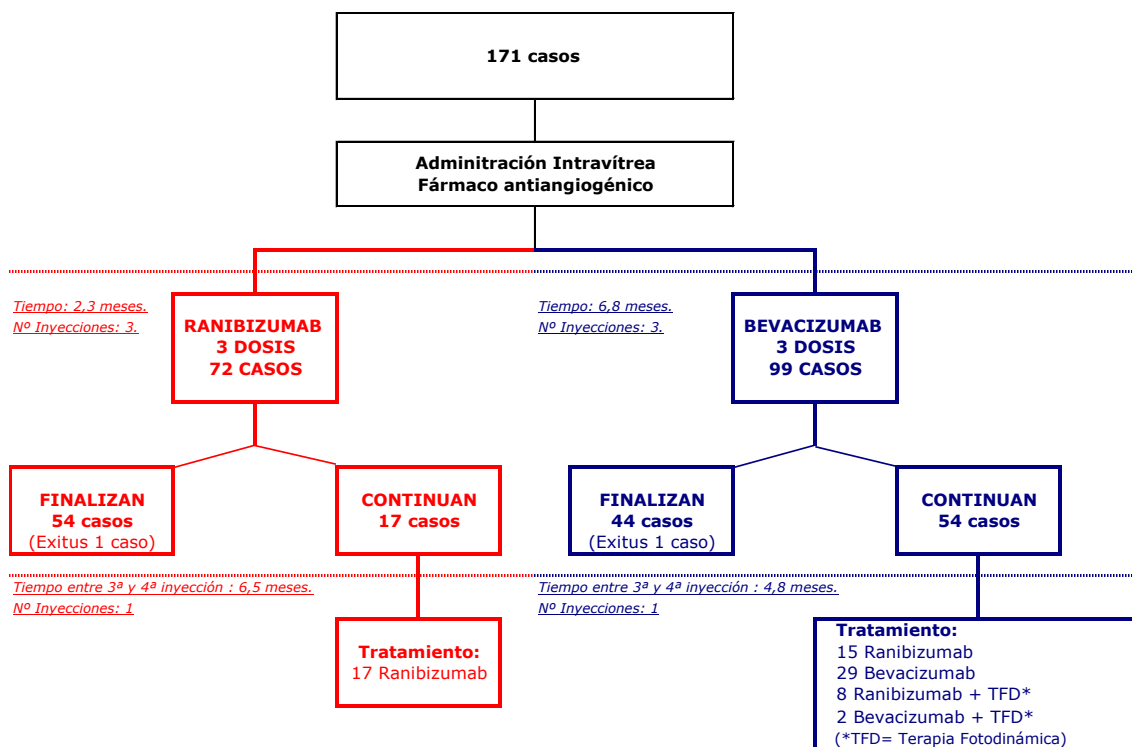 171 casos
Adminitración Intravítrea
Fármaco antiangiogénico
Tiempo: 2,3 meses.
Nº Inyecciones: 3.
RANIBIZUMAB
3 DOSIS
72 CASOS
Tiempo: 6,8 meses.
Nº Inyecciones: 3.
BEVACIZUMAB
3 DOSIS
99 CASOS
FINALIZAN
54 casos
(Exitus 1 caso)
CONTINUAN
17 casos
FINALIZAN
44 casos
(Exitus 1 caso)
CONTINUAN
54 casos
Tiempo entre 3ª y 4ª inyección : 6,5 meses.
Nº Inyecciones: 1
Tiempo entre 3ª y 4ª inyección : 4,8 meses.
Nº Inyecciones: 1
Tratamiento:
17 Ranibizumab
Tratamiento:
15 Ranibizumab
29 Bevacizumab
8 Ranibizumab + TFD*
2 Bevacizumab + TFD*
(*TFD= Terapia Fotodinámica)